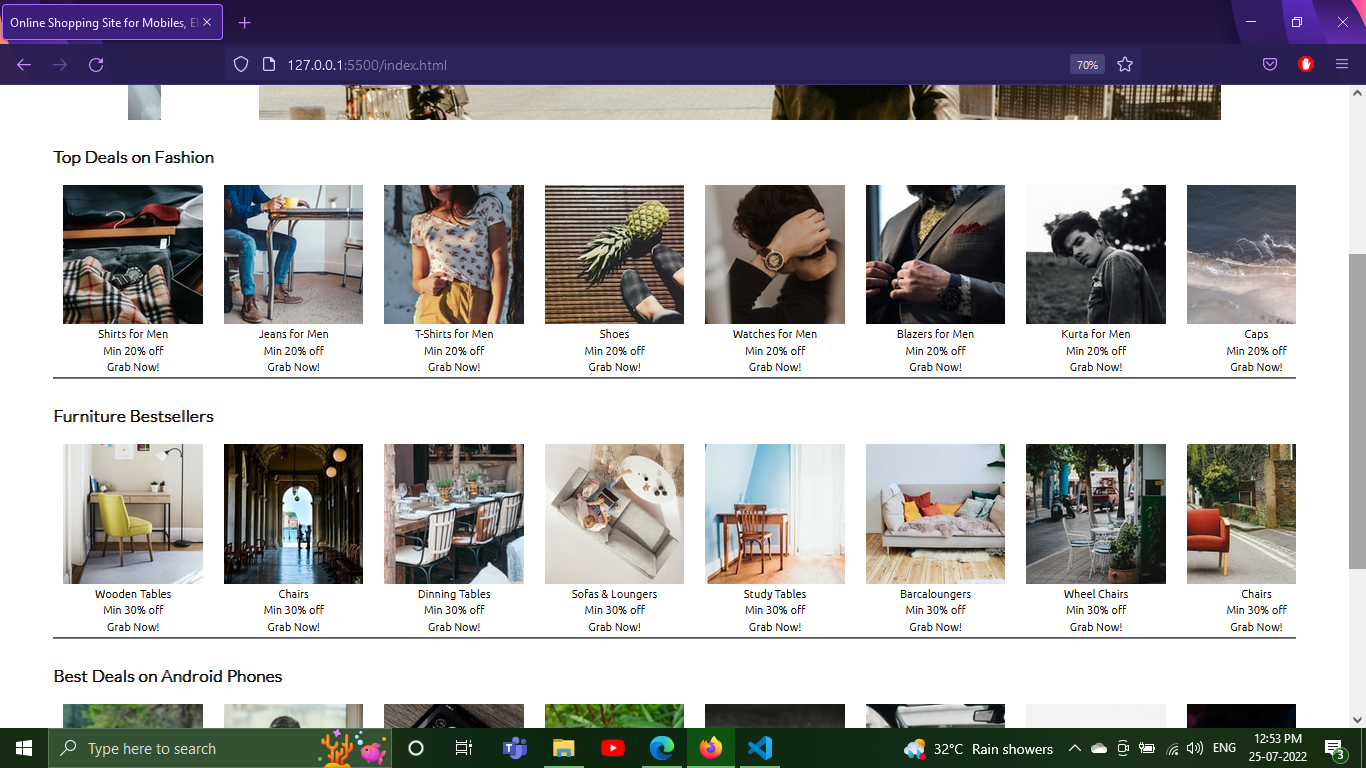 Online Shopping Site for Mobiles, El
127.0.0.1:5500/index.html
70%
Top Deals on Fashion
Shirts for Men
Min 20% off
Grab Now!
Jeans for Men
Min 20% off
Grab Now!
T-Shirts for Men
Min 20% off
Grab Now!
Shoes
Min 20% off
Grab Now!
Watches for Men
Min 20% off
Grab Now!
Blazers for Men
Min 20% off
Grab Now!
Kurta for Men
Min 20% off
Grab Now!
Caps
Min 20% off
Grab Now!
Furniture Bestsellers
Wooden Tables
Min 30% off
Grab Now!
Chairs
Min 30% off
Grab Now!
Dinning Tables
Min 30% off
Grab Now!
Sofas & Loungers
Min 30% off
Grab Now!
Study Tables
Min 30% off
Grab Now!
Barcaloungers
Min 30% off
Grab Now!
Wheel Chairs
Min 30% off
Grab Now!
Chairs
Min 30% off
Grab Now!
Best Deals on Android Phones
Type here to search
32°C Rain showers
ENG
12:53 PM
25-07-2022
3